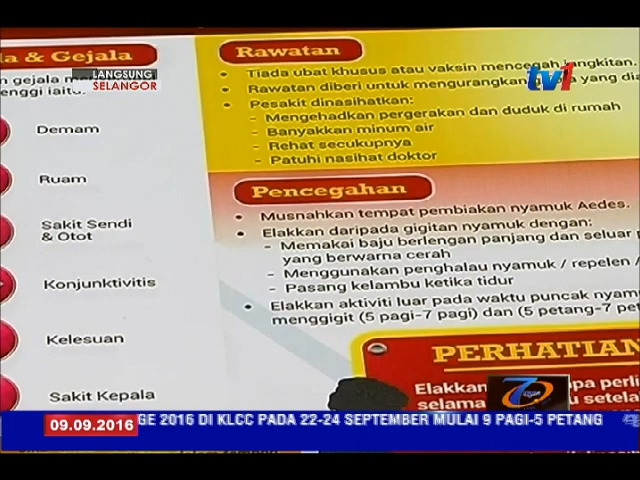 & Gejala
LANGSUNG
SELANGOR
gejala
iaitu:
Demam
Ruam
Sakit Sendi
& Otot
Konjunktivitis
Kelesuan
Sakit Kepala
Rawatan
• Tiada ubat khusus atau vaksin mencegah jangkitan.
• Rawatan diberi untuk mengurangkan yang
• Pesakit dinasihatkan:
– Mengehadkan pergerakan dan duduk di rumah
– Banyakkan minum air
– Rehat secukupnya
– Patuhi nasihat doktor
tv1
Pencegahan
• Musnahkan tempat pembiakan nyamuk Aedes.
• Elakkan daripada gigitan nyamuk dengan:
– Memakai baju berlengan panjang dan seluar
yang berwarna cerah
– Menggunakan penghalau nyamuk / repelen /
– Pasang kelambu ketika tidur
• Elakkan aktiviti luar pada waktu puncak
menggigit (5 pagi-7 pagi) dan (5 petang-7
PERHATIAN
Elakkan
selama
7
09.09.2016
GE 2016 DI KLCC PADA 22-24 SEPTEMBER MULAI 9 PAGI-5 PETANG